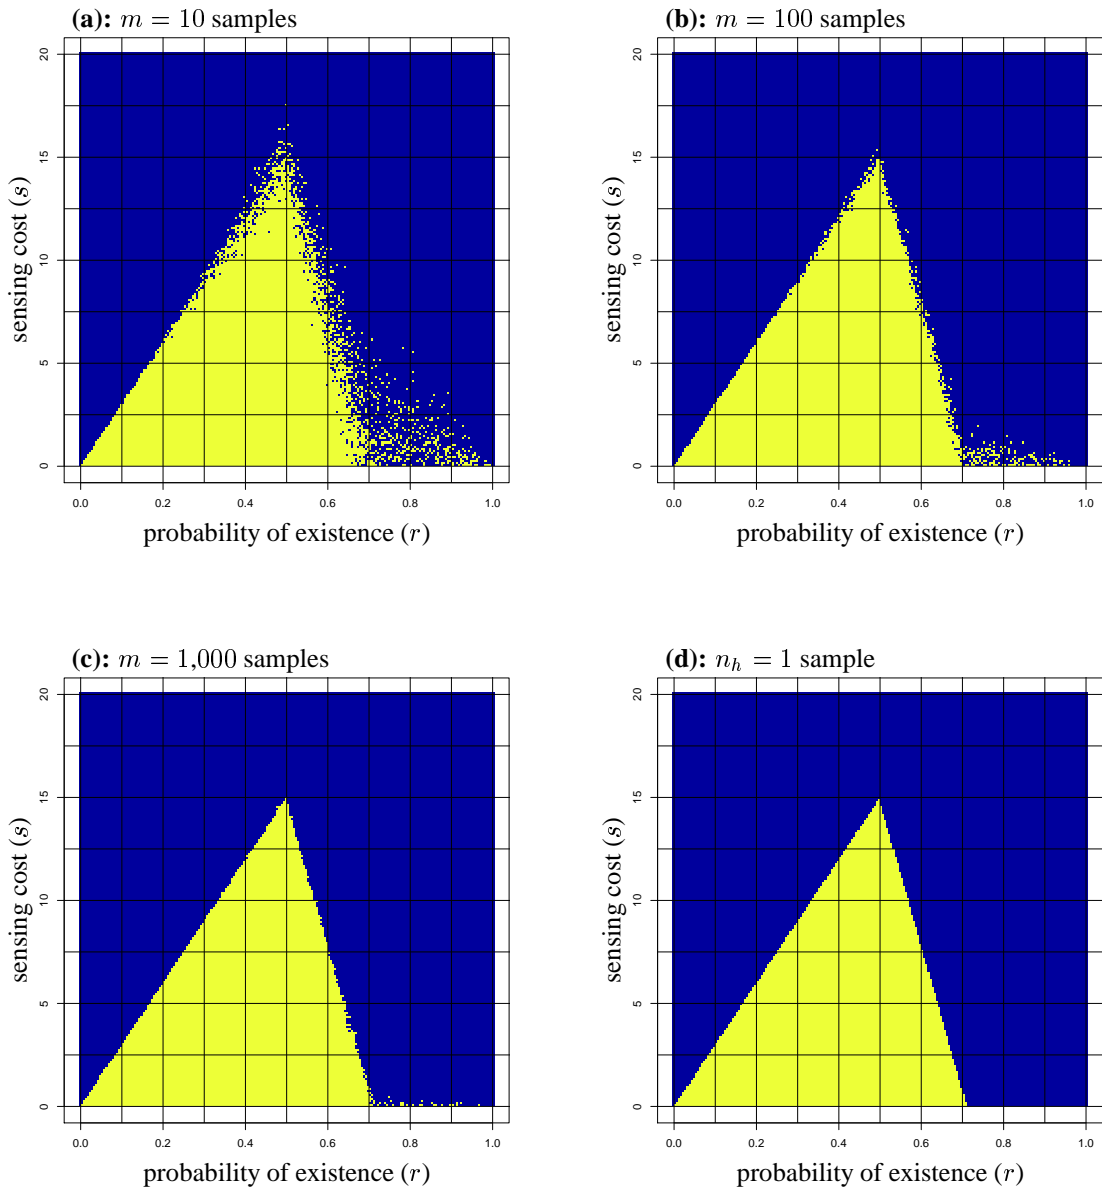 (a): m = 10 samples
sensing cost (s)
20
15
10
5
0
0.0 0.2 0.4 0.6 0.8 1.0
probability of existence (r)
(b): m = 100 samples
sensing cost (s)
20
15
10
5
0
0.0 0.2 0.4 0.6 0.8 1.0
probability of existence (r)
(c): m = 1,000 samples
sensing cost (s)
20
15
10
5
0
0.0 0.2 0.4 0.6 0.8 1.0
probability of existence (r)
(d): n_h = 1 sample
sensing cost (s)
20
15
10
5
0
0.0 0.2 0.4 0.6 0.8 1.0
probability of existence (r)